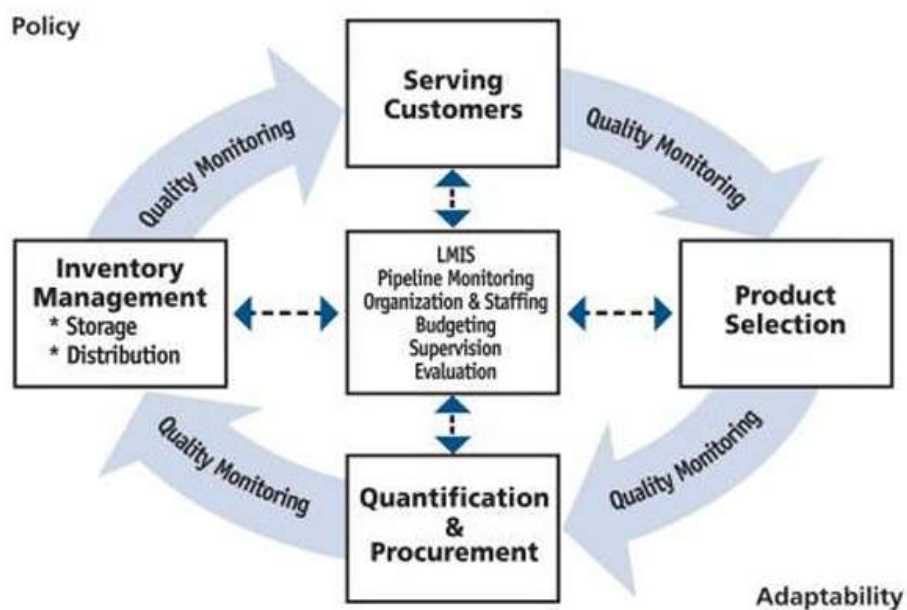 Policy
Serving
Customers
Quality Monitoring
Quality Monitoring
Inventory
Management
* Storage
* Distribution
LMIS
Pipeline Monitoring
Organization & Staffing
Budgeting
Supervision
Evaluation
Product
Selection
Quality Monitoring
Quality Monitoring
Quantification
&
Procurement
Adaptability